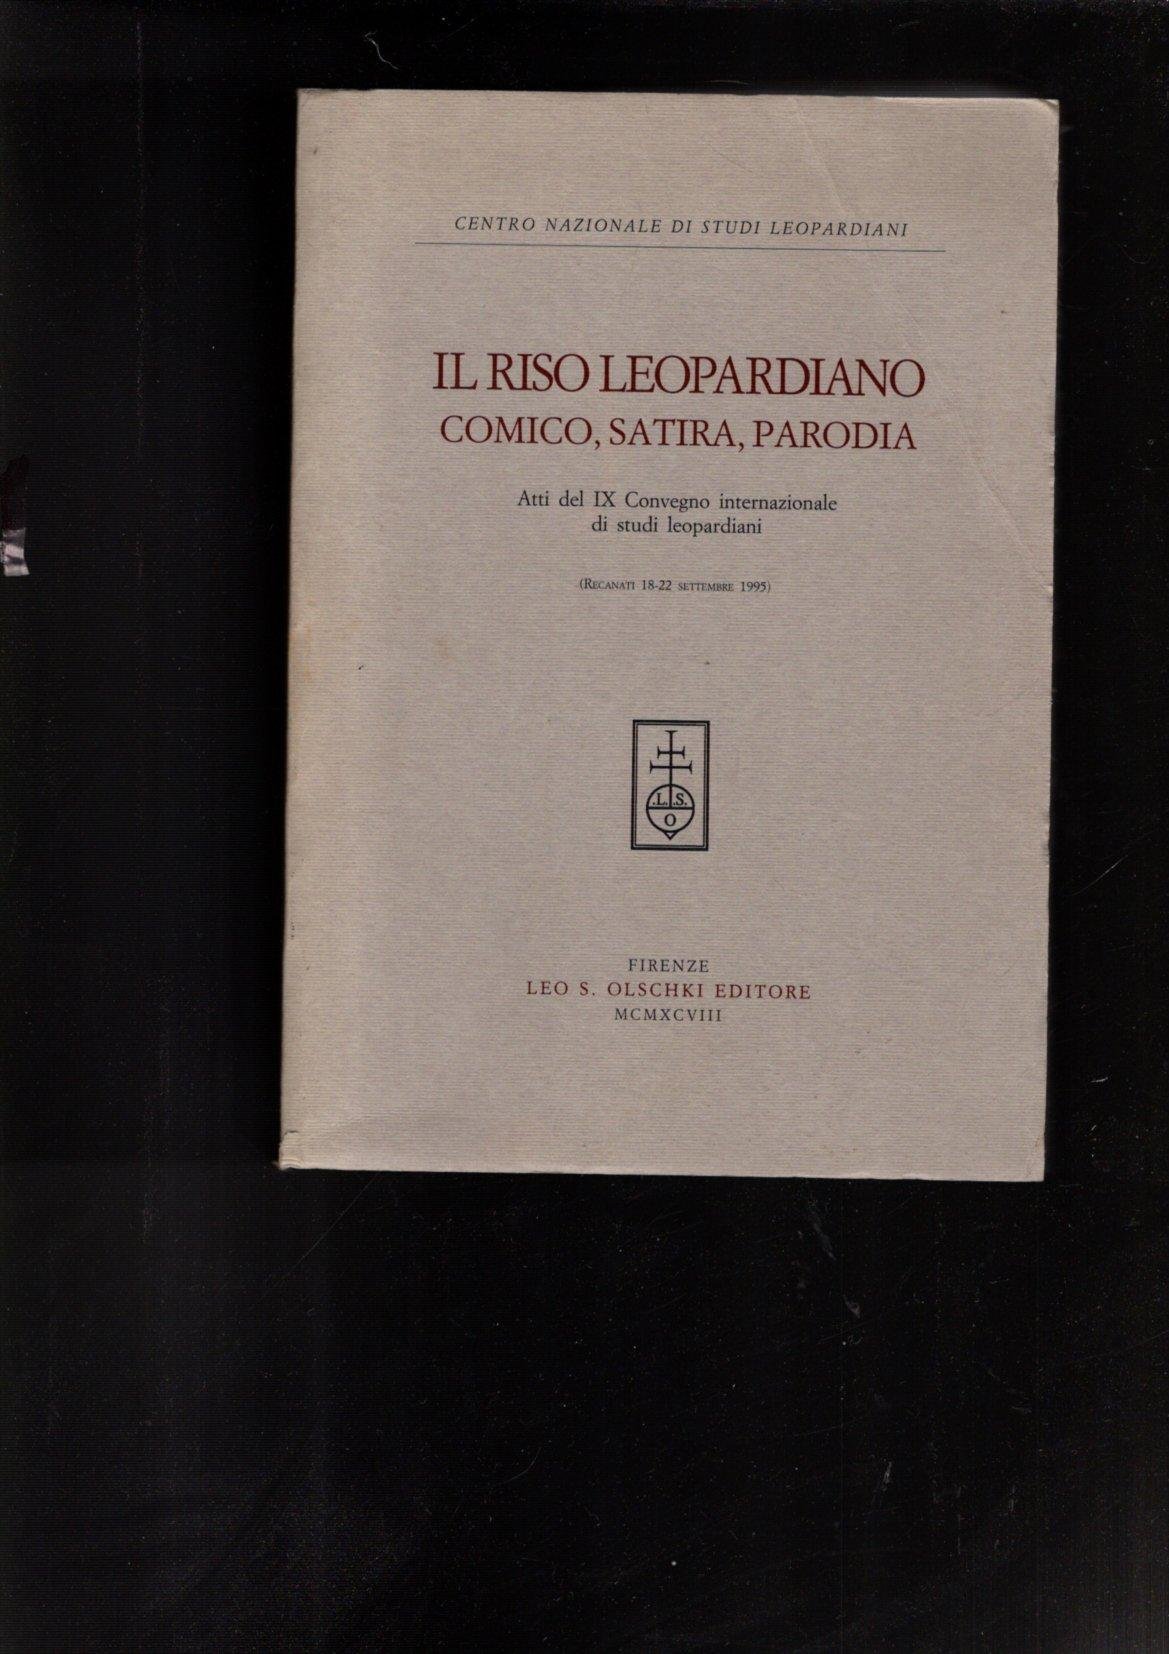 CENTRO NAZIONALE DI STUDI LEOPARDIANI
IL RISO LEOPARDIANO
COMICO, SATIRA, PARODIA
Atti del IX Convegno internazionale
di studi leopardiani
(RECANATI 18-22 SETTEMBRE 1995)
.L. .S.
O
FIRENZE
LEO S. OLSCHKI EDITORE
MCMXCVIII